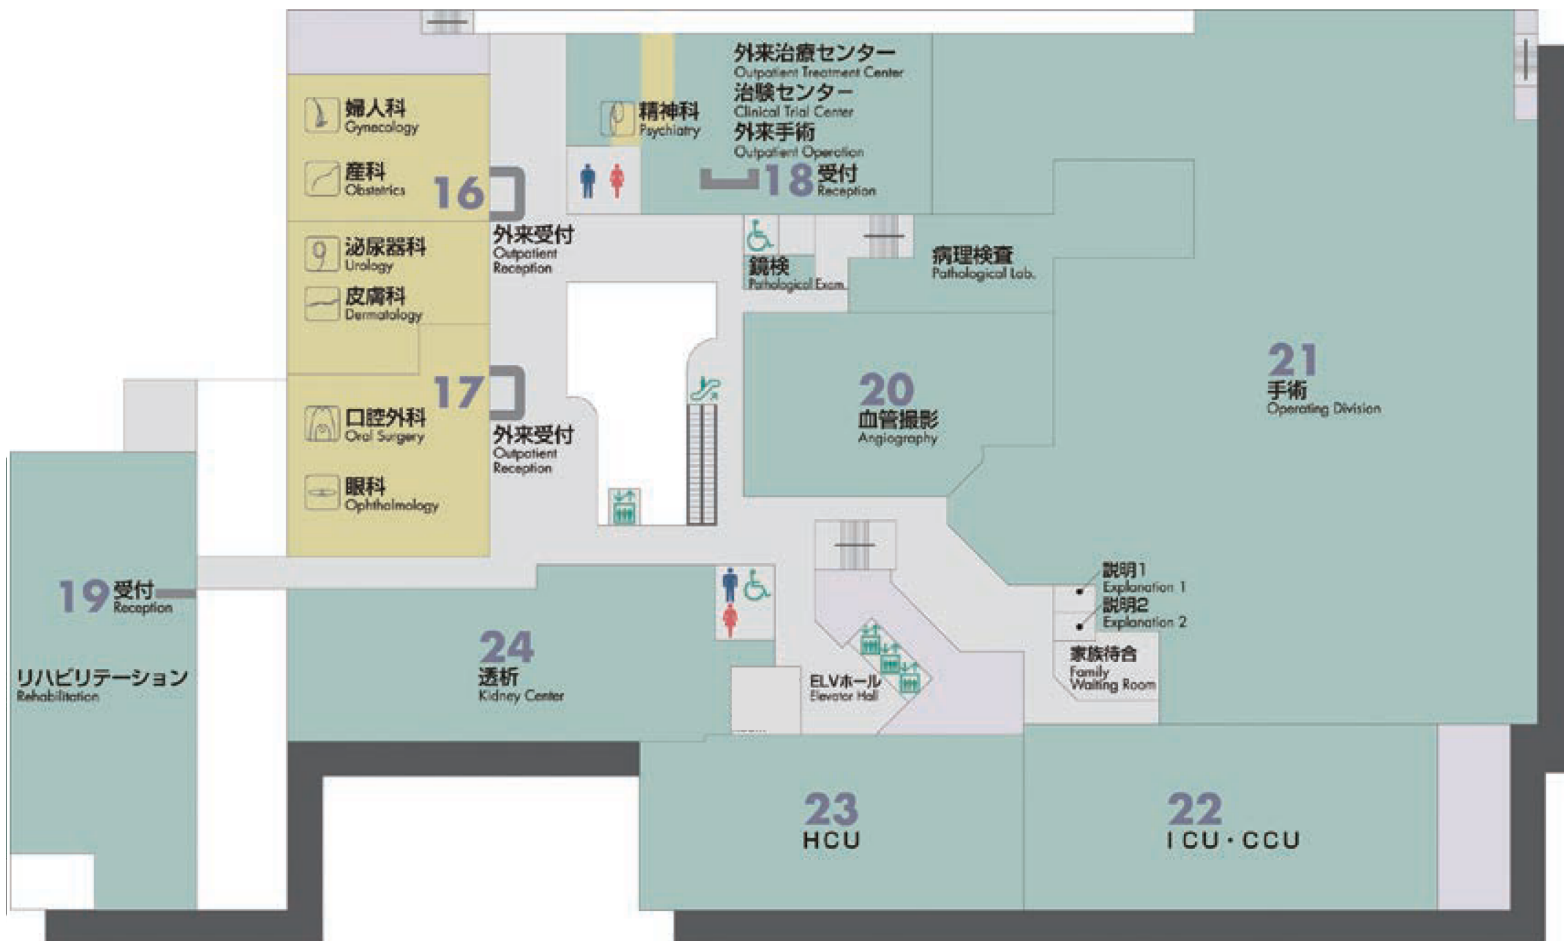 外来治療センター
Outpatient Treatment Center
治験センター
Clinical Trial Center
外来手術
Outpatient Operation
18 受付
Reception
精神科
Psychiatry
婦人科
Gynecology
産科
Obstetrics
16
外来受付
Outpatient
Reception
泌尿器科
Urology
皮膚科
Dermatology
鏡検
Pathological Exam.
病理検査
Pathological Lab.
17
外来受付
Outpatient
Reception
口腔外科
Oral Surgery
眼科
Ophthalmology
20
血管撮影
Angiography
21
手術
Operating Division
説明1
Explanation 1
説明2
Explanation 2
家族待合
Family
Waiting Room
19 受付
Reception
リハビリテーション
Rehabilitation
24
透析
Kidney Center
ELVホール
Elevator Hall
23
HCU
22
ICU・CCU